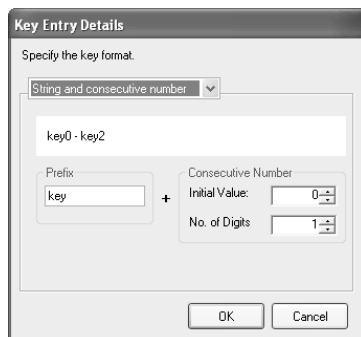 Key Entry Details
Specify the key format.
String and consecutive number
key0 - key2
Prefix
key
+
Consecutive Number
Initial Value: 0
No. of Digits 1
OK Cancel